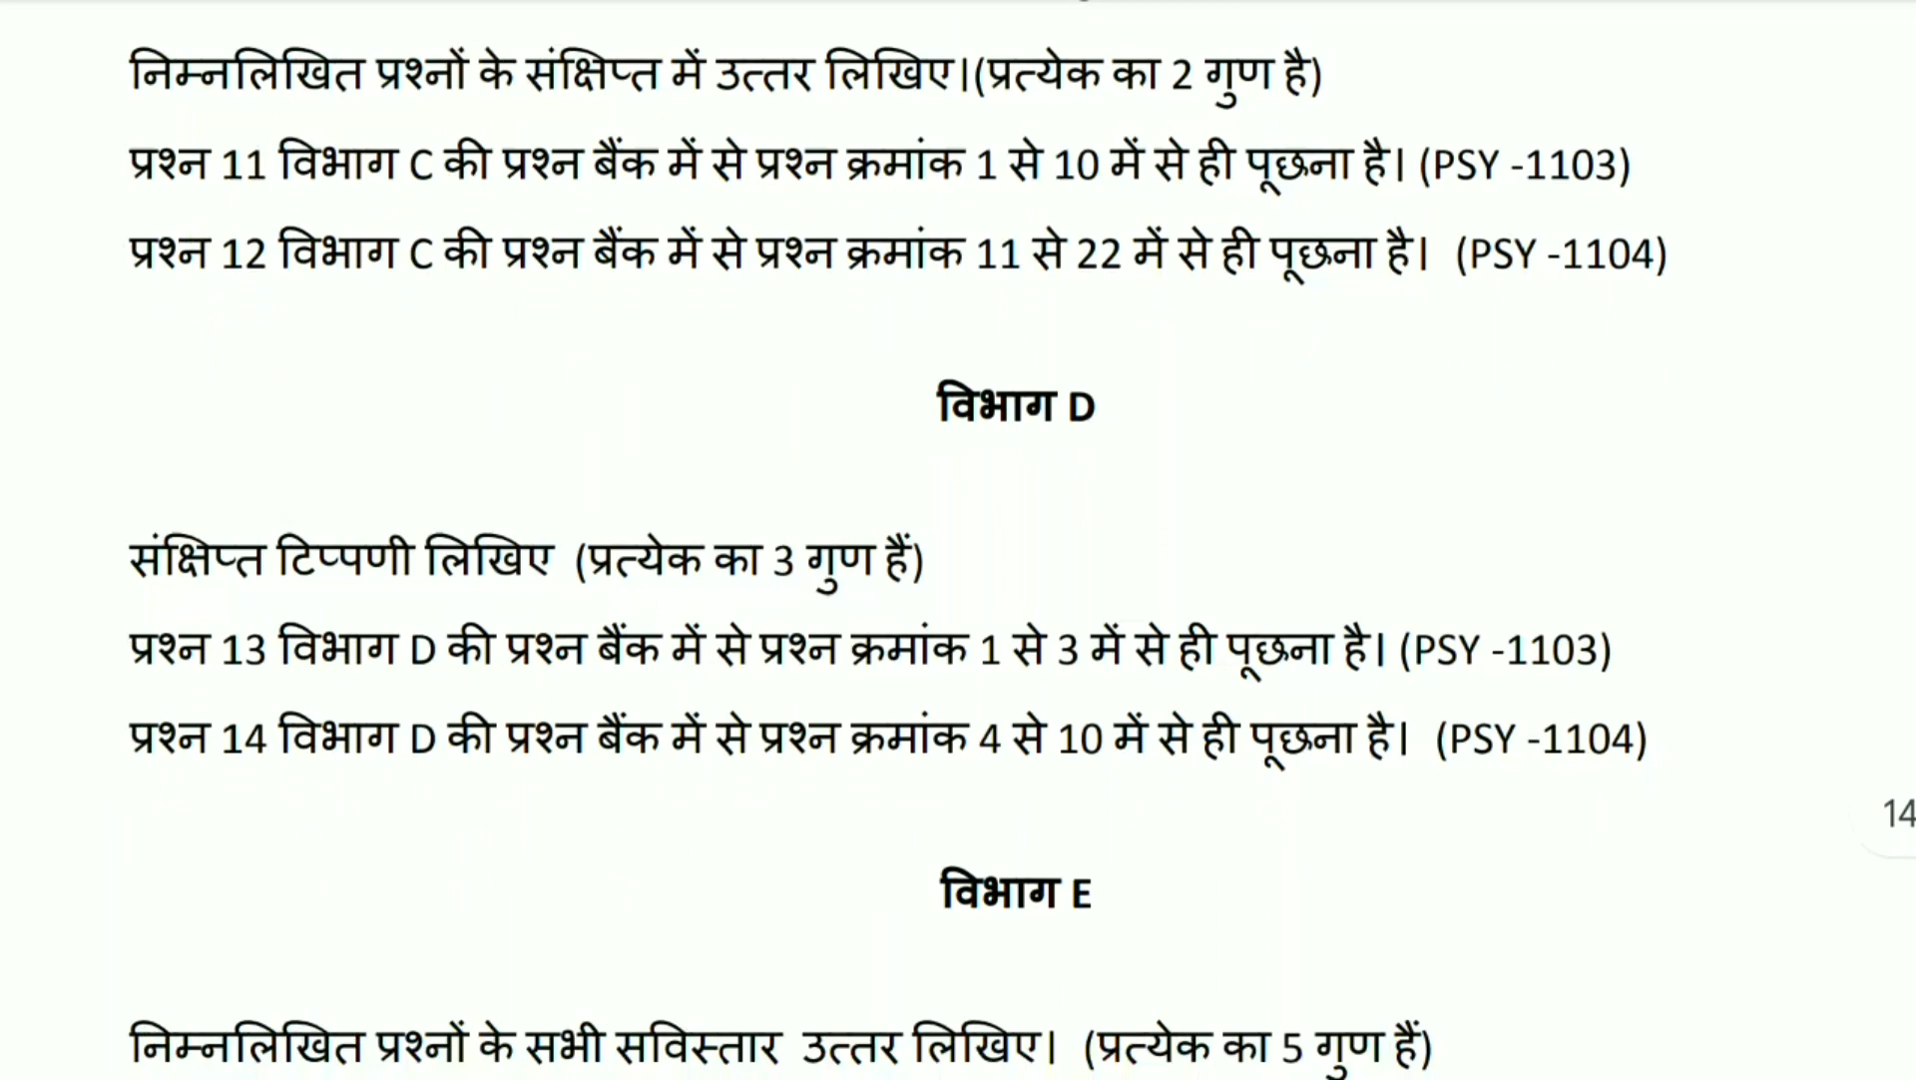 निम्नलिखित प्रश्नों के संक्षिप्त में उत्तर लिखिए।(प्रत्येक का 2 गुण है)
प्रश्न 11 विभाग C की प्रश्न बैंक में से प्रश्न क्रमांक 1 से 10 में से ही पूछना है। (PSY -1103)
प्रश्न 12 विभाग C की प्रश्न बैंक में से प्रश्न क्रमांक 11 से 22 में से ही पूछना है।  (PSY -1104)
विभाग D
संक्षिप्त टिप्पणी लिखिए  (प्रत्येक का 3 गुण हैं)
प्रश्न 13 विभाग D की प्रश्न बैंक में से प्रश्न क्रमांक 1 से 3 में से ही पूछना है। (PSY -1103)
प्रश्न 14 विभाग D की प्रश्न बैंक में से प्रश्न क्रमांक 4 से 10 में से ही पूछना है।  (PSY -1104)
14
विभाग E
निम्नलिखित प्रश्नों के सभी सविस्तार  उत्तर लिखिए।  (प्रत्येक का 5 गुण हैं)